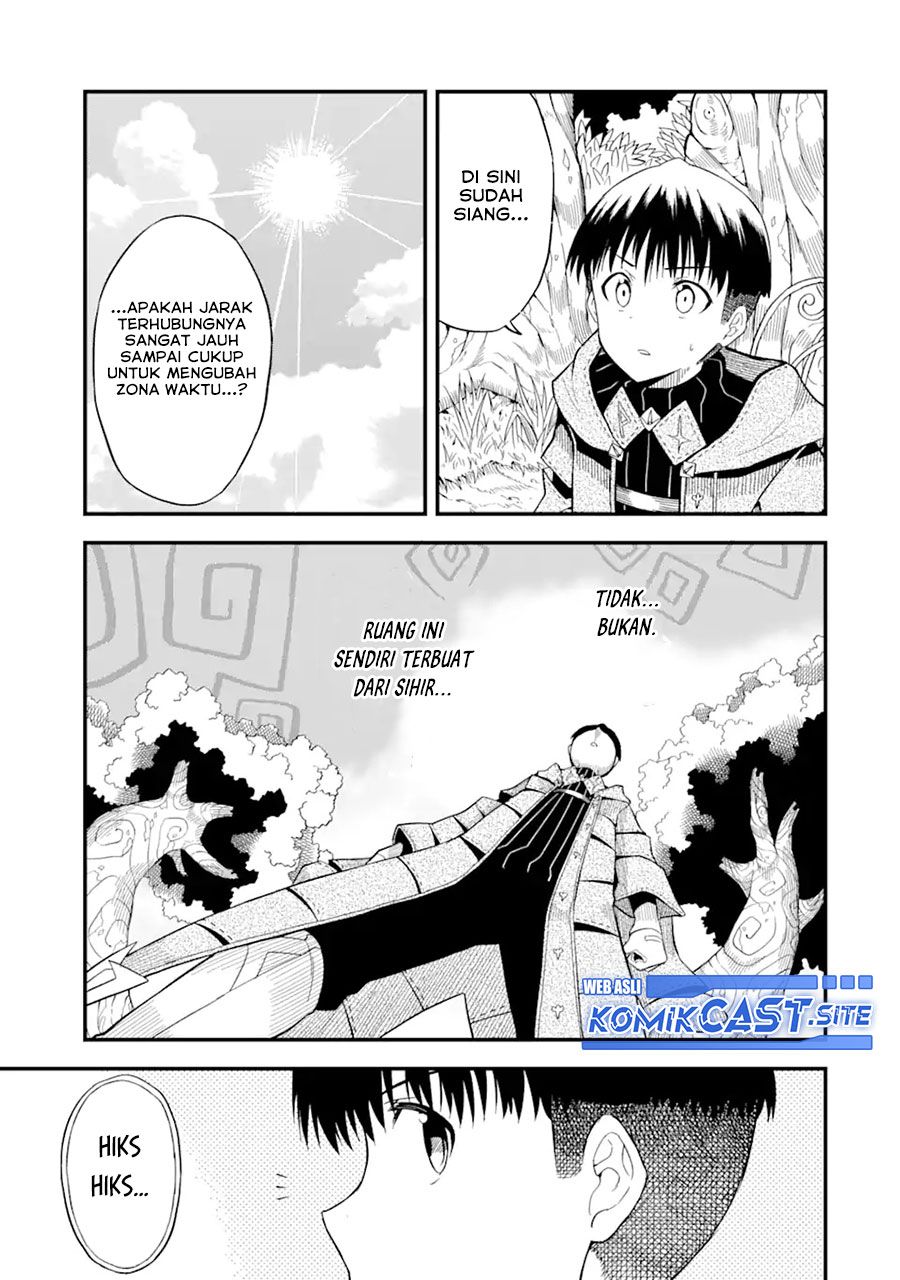 DI SINI
SUDAH
SIANG...
...APAKAH JARAK
TERHUBUNGNYA
SANGAT JAUH
SAMPAI CUKUP
UNTUK MENGUBAH
ZONA WAKTU...?
TIDAK...
BUKAN.
RUANG INI
SENDIRI TERBUAT
DARI SIHIR...
WEB ASLI
KOMIKCAST.SITE
HIKS
HIKS...